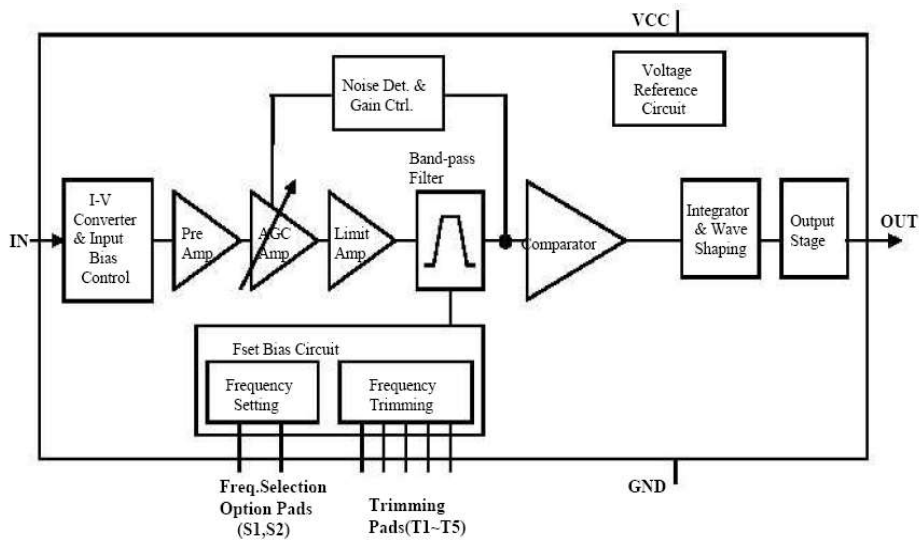 VCC
Voltage
Reference
Circuit
Noise Det. &
Gain Ctrl.
Band-pass
Filter
I-V
Converter
& Input
Bias
Control
IN
Pre
Amp
AGC
Amp
Limit
Amp
Comparator
Integrator
& Wave
Shaping
Output
Stage
OUT
Fset Bias Circuit
Frequency
Setting
Frequency
Trimming
Freq.Selection
Option Pads
(S1,S2)
Trimming
Pads(T1~T5)
GND